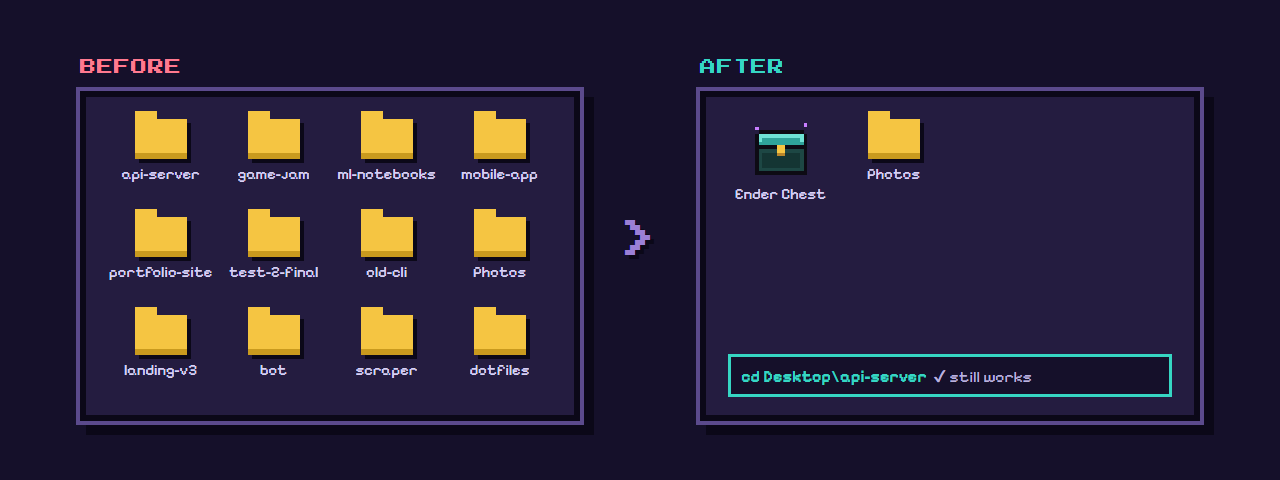 BEFORE
api-server game-jam ml-notebooks mobile-app
portfolio-site test-2-final old-cli Photos
landing-v3 bot scraper dotfiles
AFTER
Ender Chest Photos
cd Desktop\api-server ✓ still works